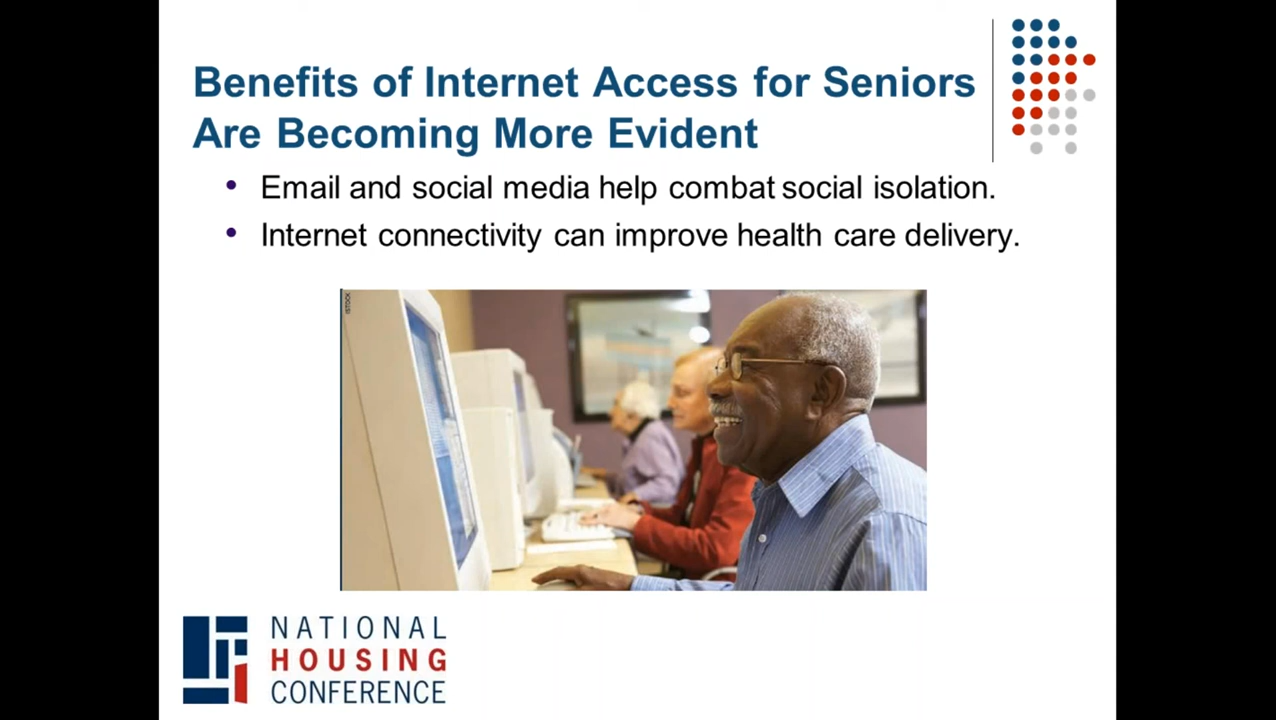 Benefits of Internet Access for Seniors
Are Becoming More Evident
• Email and social media help combat social isolation.
• Internet connectivity can improve health care delivery.
ISTOCK
NATIONAL
HOUSING
CONFERENCE